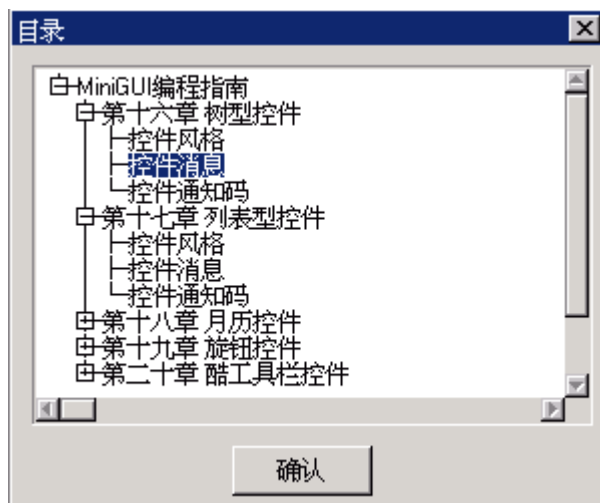 目录
MiniGUI编程指南
第十六章 树型控件
控件风格
控件消息
控件通知码
第十七章 列表型控件
控件风格
控件消息
控件通知码
第十八章 月历控件
第十九章 旋钮控件
第二十章 酷工具栏控件
确认